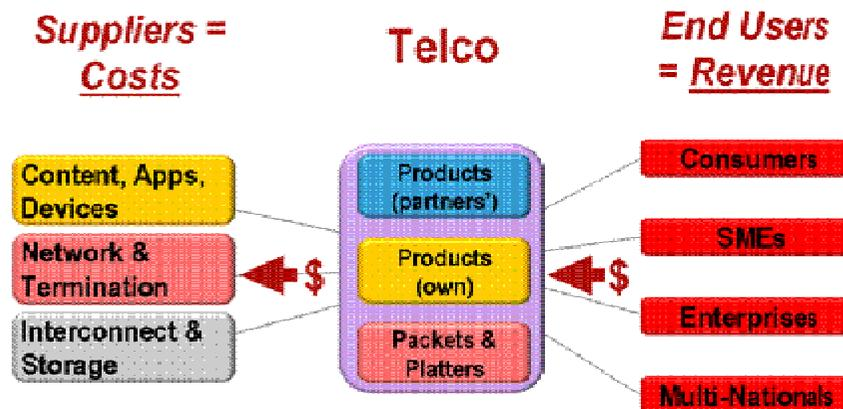 Suppliers =
Costs
Telco
End Users
= Revenue
Content, Apps,
Devices
Network &
Termination
Interconnect &
Storage
$
Products
(partners')
Products
(own)
Packets &
Platters
$
Consumers
SMEs
Enterprises
Multi-Nationals